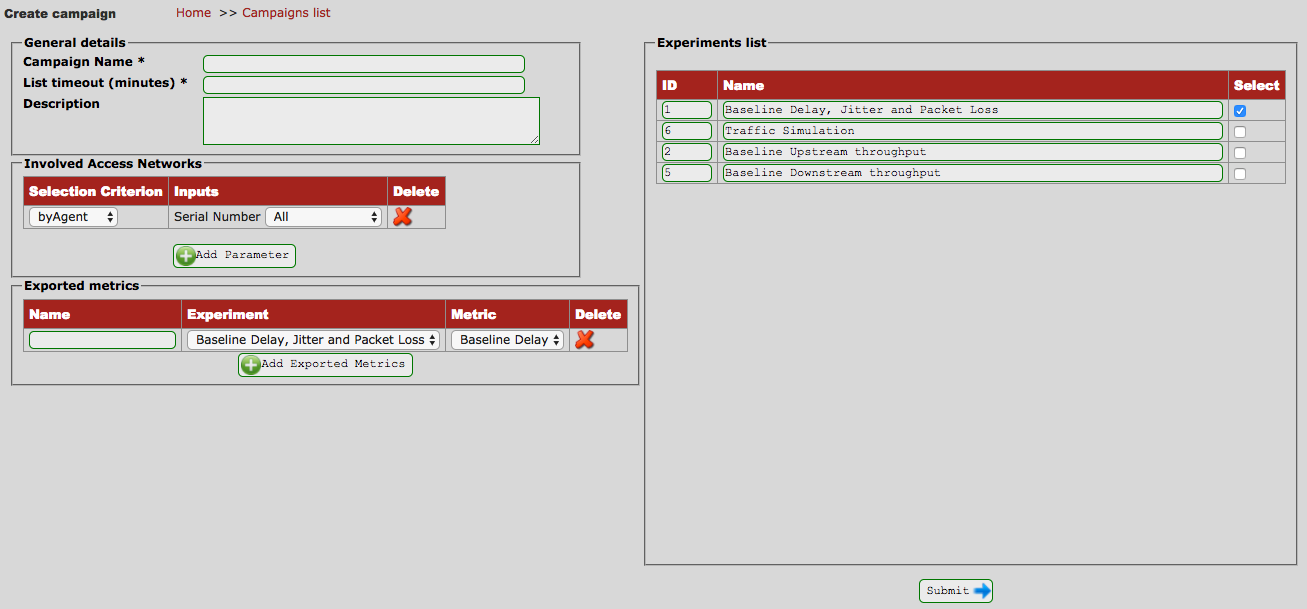 Create campaign Home >> Campaigns list
General details
Campaign Name *
List timeout (minutes) *
Description
Involved Access Networks
Selection Criterion Inputs Delete
byAgent Serial Number All
Add Parameter
Exported metrics
Name Experiment Metric Delete
Baseline Delay, Jitter and Packet Loss Baseline Delay
Add Exported Metrics
Experiments list
ID Name Select
1 Baseline Delay, Jitter and Packet Loss
6 Traffic Simulation
2 Baseline Upstream throughput
5 Baseline Downstream throughput
Submit